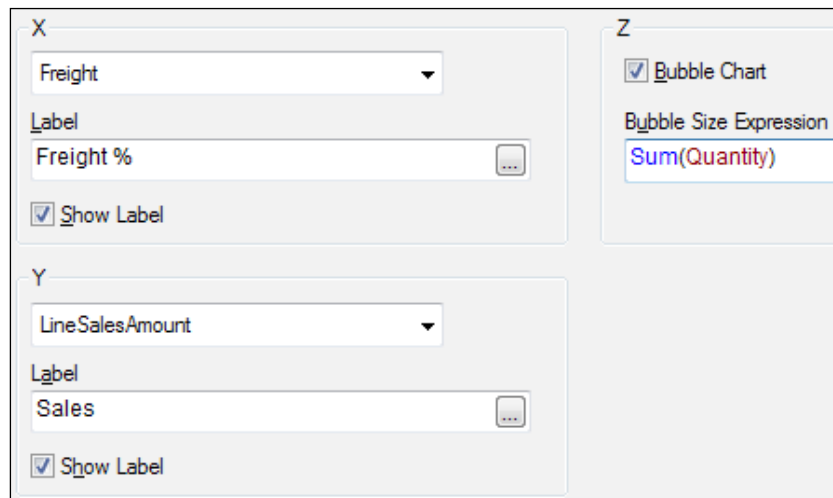 X
Freight
Label
Freight %
...
Show Label
Z
Bubble Chart
Bubble Size Expression
Sum(Quantity)
Y
LineSalesAmount
Label
Sales
...
Show Label